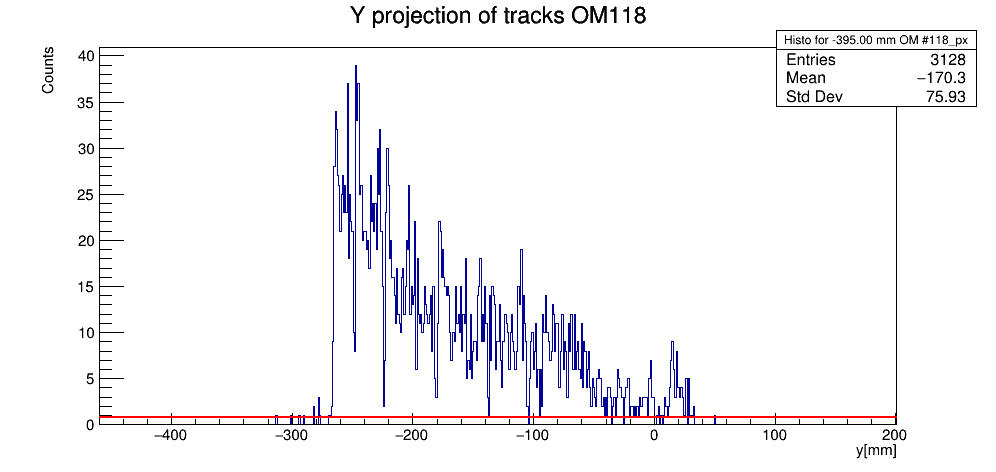 Y projection of tracks OM118
Histo for -395.00 mm OM #118_px
Entries 3128
Mean −170.3
Std Dev 75.93
Counts
40
35
30
25
20
15
10
5
0
−400 −300 −200 −100 0 100 200
y[mm]